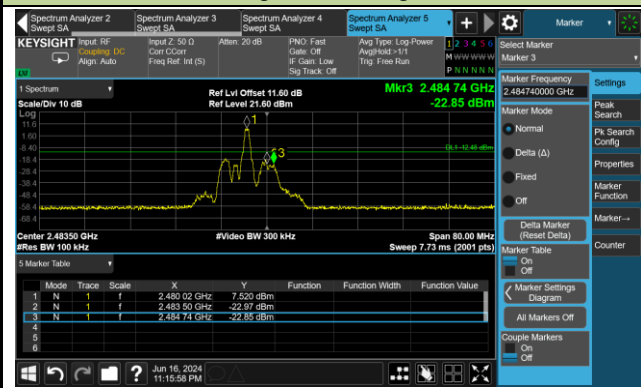 Spectrum Analyzer 2
Swept SA
Spectrum Analyzer 3
Swept SA
Spectrum Analyzer 4
Swept SA
Spectrum Analyzer 5
Swept SA
Marker
KEYSIGHT
Input: RF
Coupling: DC
Align: Auto
Input Z: 50 Ω
Corr CCorr
Freq Ref: Int (S)
Atten: 20 dB
PNO: Fast
Gate: Off
IF Gain: Low
Sig Track: Off
Avg Type: Log-Power
Avg|Hold:>1/1
Trig: Free Run
1 2 3 4 5 6
M W W W W W
P N N N N N
LW
Select Marker
Marker 3
Marker Frequency
2.484740000 GHz
Marker Mode
Normal
Delta (Δ)
Fixed
Off
Delta Marker
(Reset Delta)
Marker Table
On
Off
Marker Settings
Diagram
All Markers Off
Couple Markers
On
Off
Settings
Peak
Search
Pk Search
Config
Properties
Marker
Function
Marker→
Counter
1 Spectrum
Scale/Div 10 dB
Log
Ref Lvl Offset 11.60 dB
Ref Level 21.60 dBm
Mkr3 2.484 74 GHz
-22.85 dBm
11.6
1.60
-8.40
-18.4
-28.4
-38.4
-48.4
-58.4
-68.4
1
3
DL1 -12.48 dBm
Center 2.48350 GHz
#Res BW 100 kHz
#Video BW 300 kHz
Span 80.00 MHz
Sweep 7.73 ms (2001 pts)
5 Marker Table
Mode Trace Scale X Y Function Function Width Function Value
1 N 1 f 2.480 02 GHz 7.520 dBm
2 N 1 f 2.483 50 GHz -22.97 dBm
3 N 1 f 2.484 74 GHz -22.85 dBm
4
5
6
?
Jun 16, 2024
11:15:58 PM